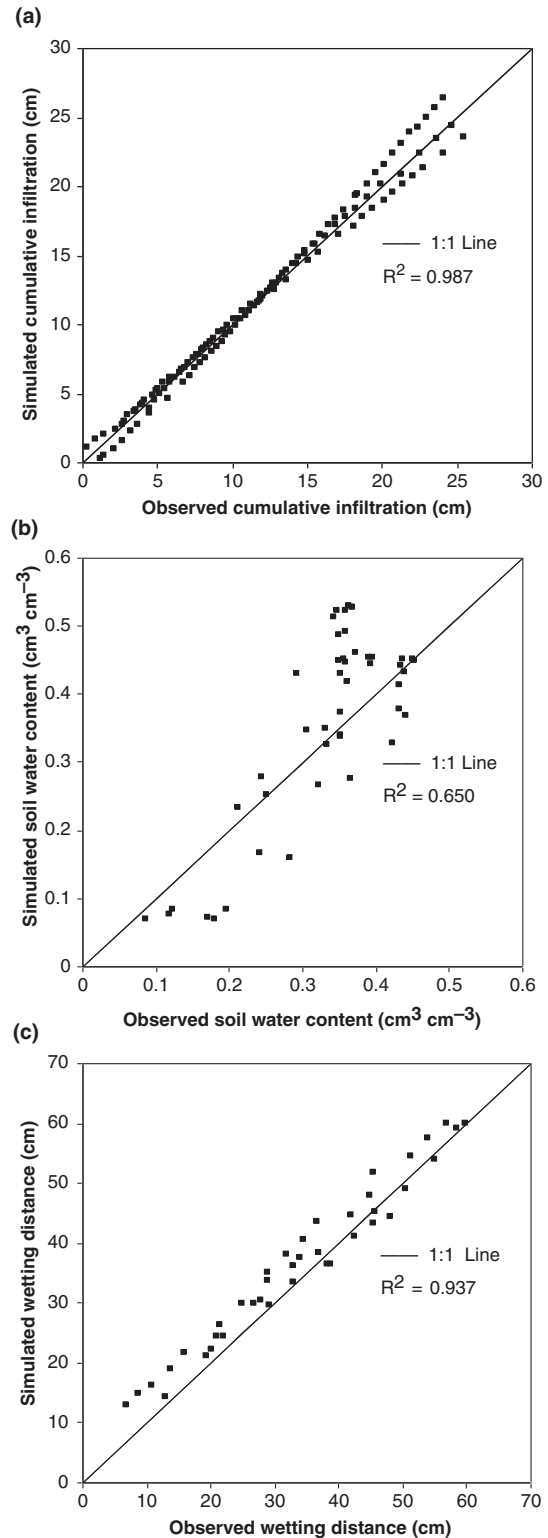 (a)
30
25
20
15
10
5
0
0 5 10 15 20 25 30
Simulated cumulative infiltration (cm)
Observed cumulative infiltration (cm)
1:1 Line
R² = 0.987
(b)
0.6
0.5
0.4
0.3
0.2
0.1
0
0 0.1 0.2 0.3 0.4 0.5 0.6
Simulated soil water content (cm³ cm⁻³)
Observed soil water content (cm³ cm⁻³)
1:1 Line
R² = 0.650
(c)
70
60
50
40
30
20
10
0
0 10 20 30 40 50 60 70
Simulated wetting distance (cm)
Observed wetting distance (cm)
1:1 Line
R² = 0.937